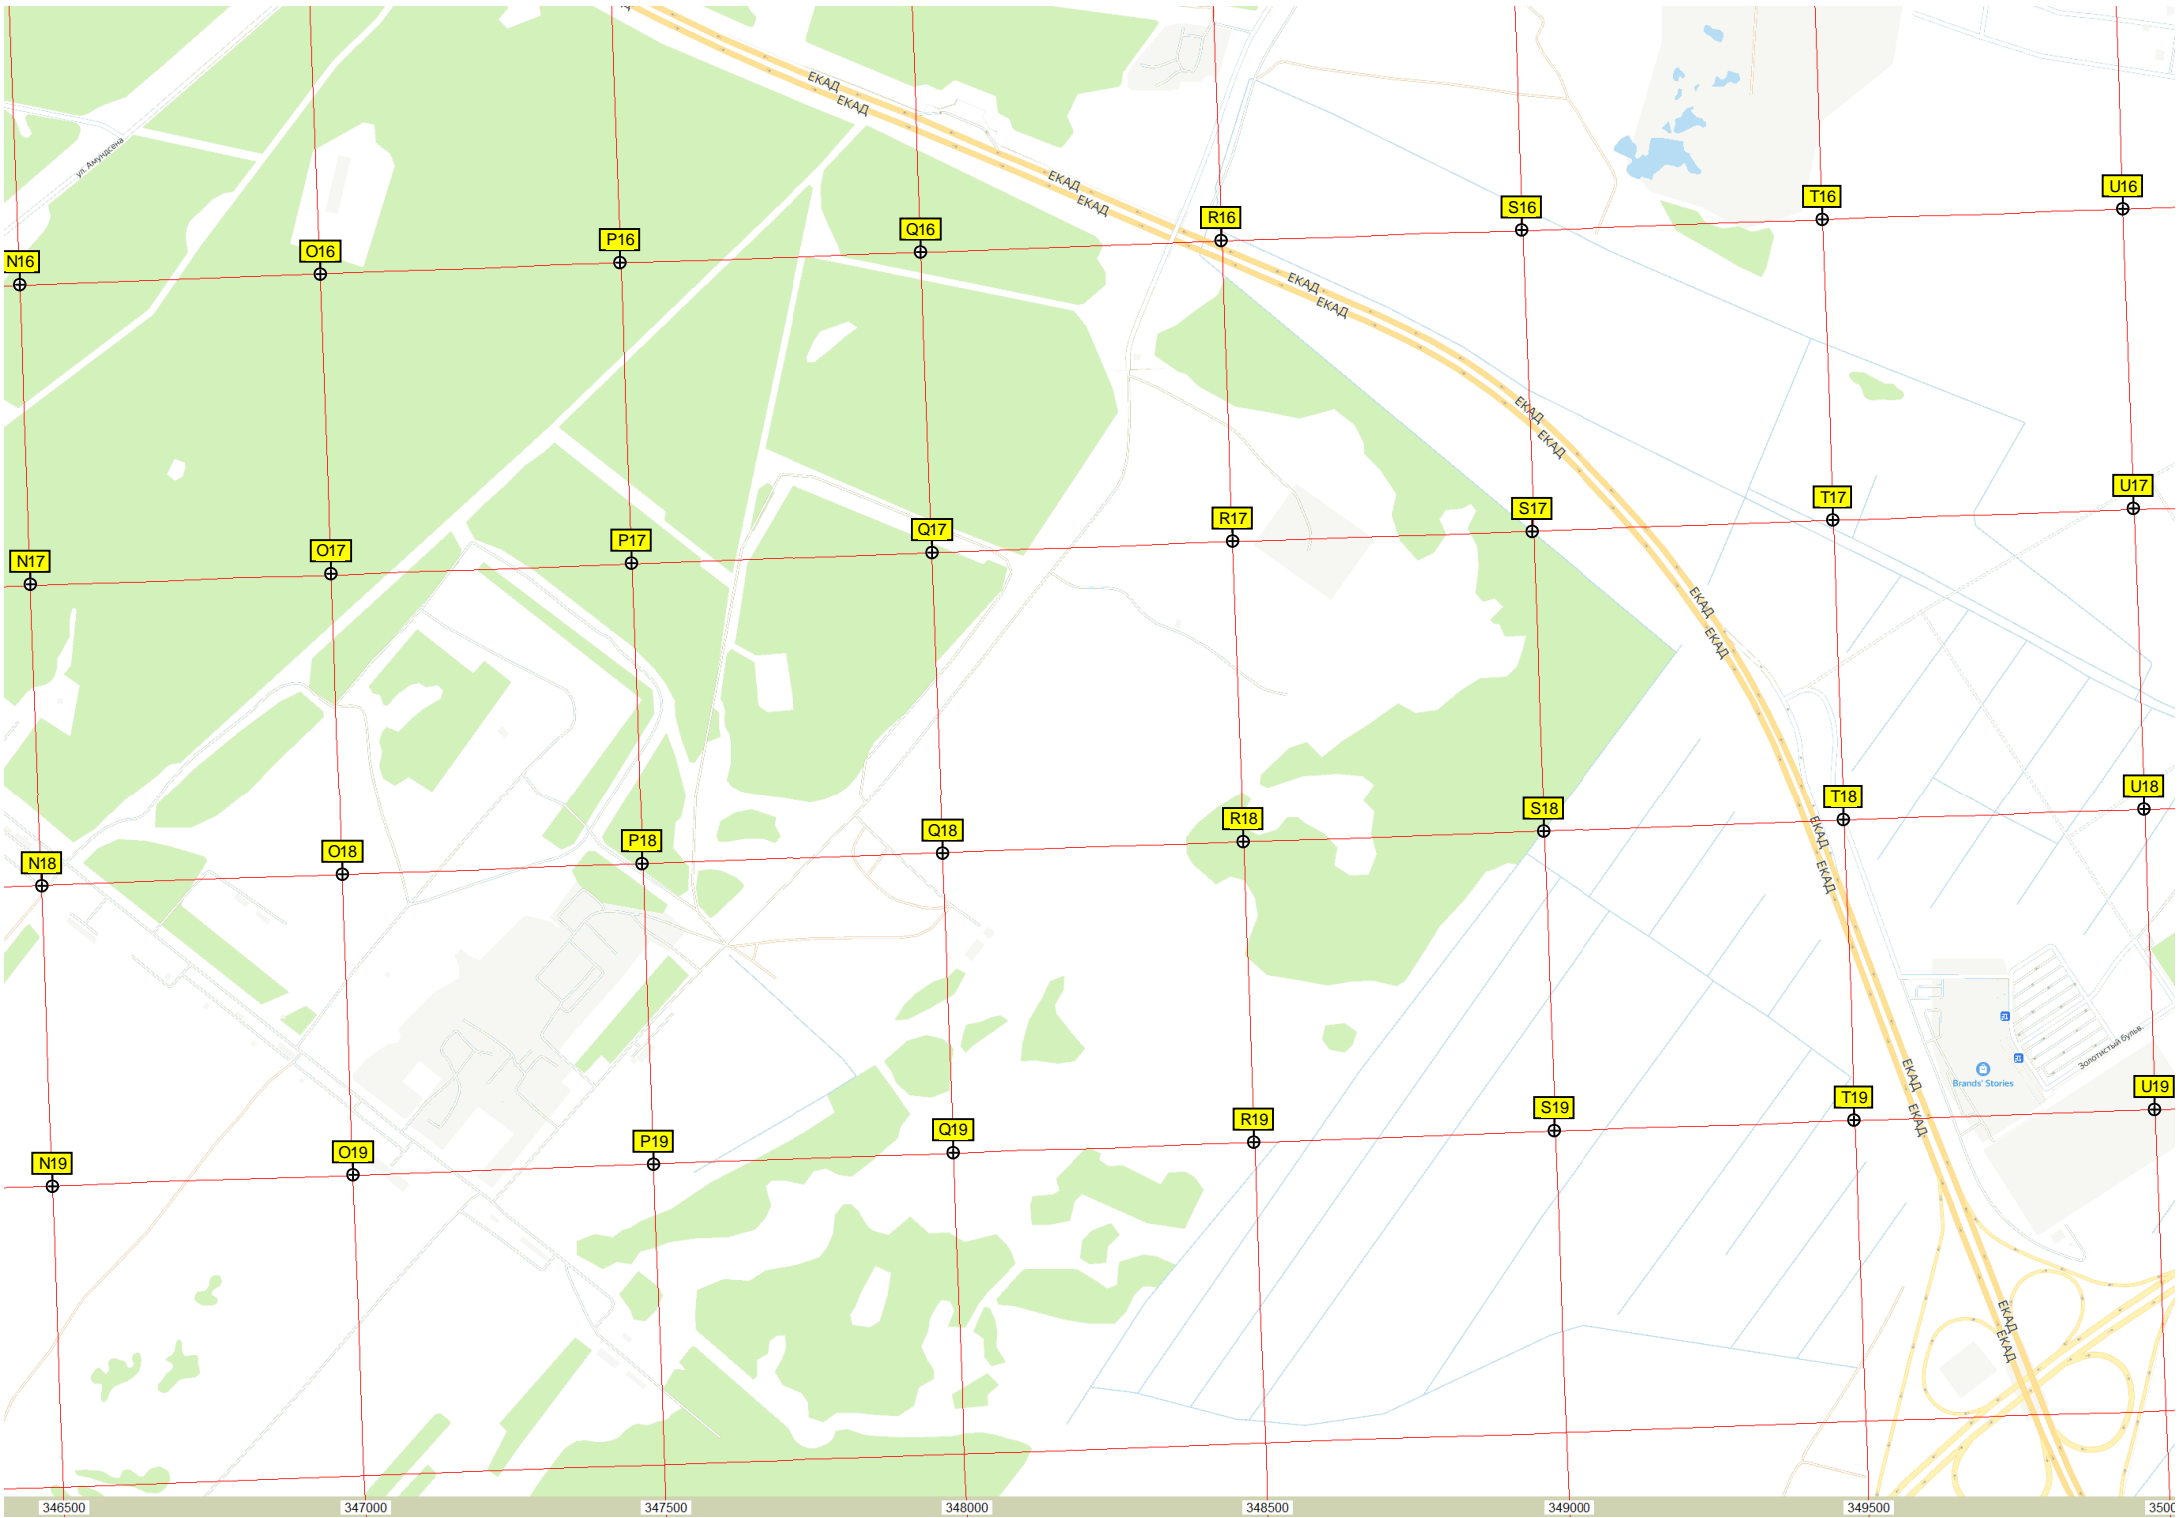 ЕКАД
ЕКАД
ул. Амундсена
ЕКАД
ЕКАД
N16
O16
P16
Q16
R16
S16
T16
U16
ЕКАД
ЕКАД
ЕКАД
ЕКАД
N17
O17
P17
Q17
R17
S17
T17
U17
ЕКАД
ЕКАД
N18
O18
P18
Q18
R18
S18
T18
U18
ЕКАД
ЕКАД
Золотистый бульв.
Brands' Stories
ЕКАД
ЕКАД
N19
O19
P19
Q19
R19
S19
T19
U19
ЕКАД
ЕКАД
346500
347000
347500
348000
348500
349000
349500
3500